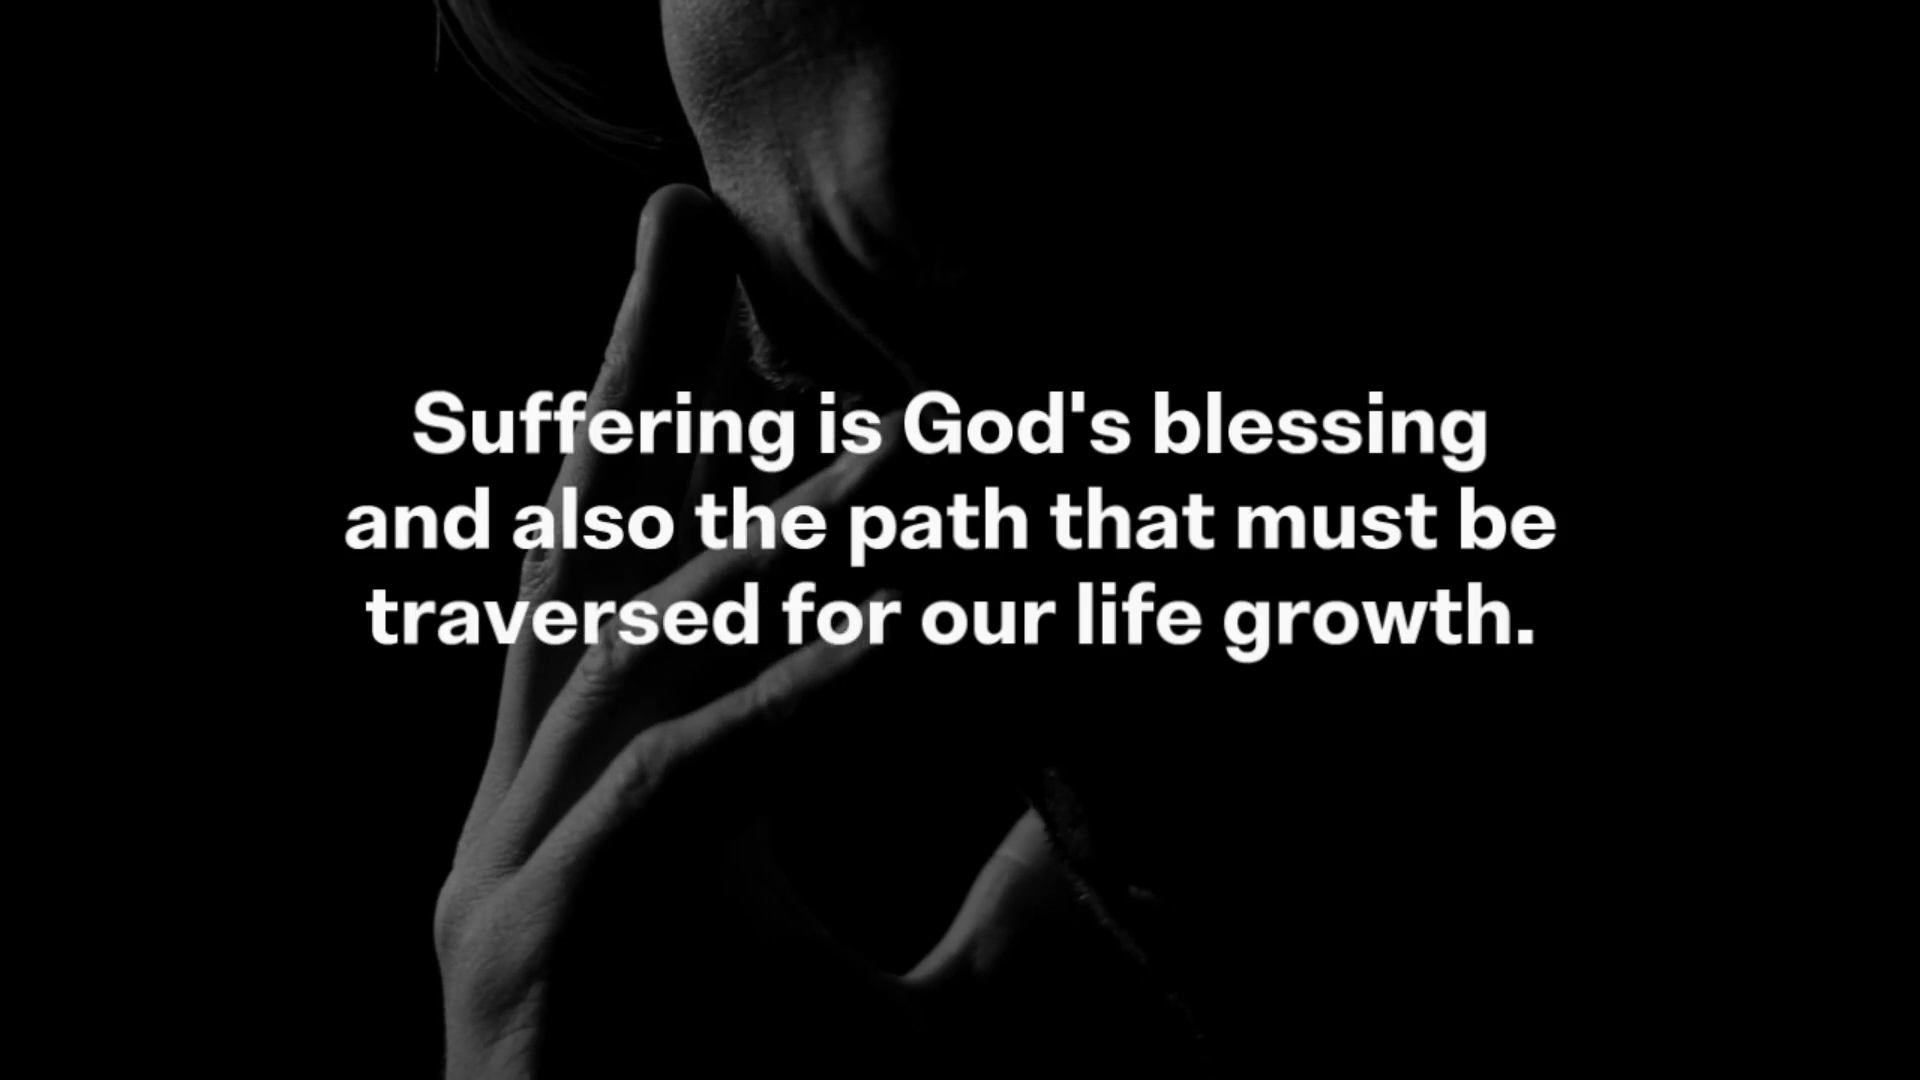 Suffering is God's blessing
and also the path that must be
traversed for our life growth.